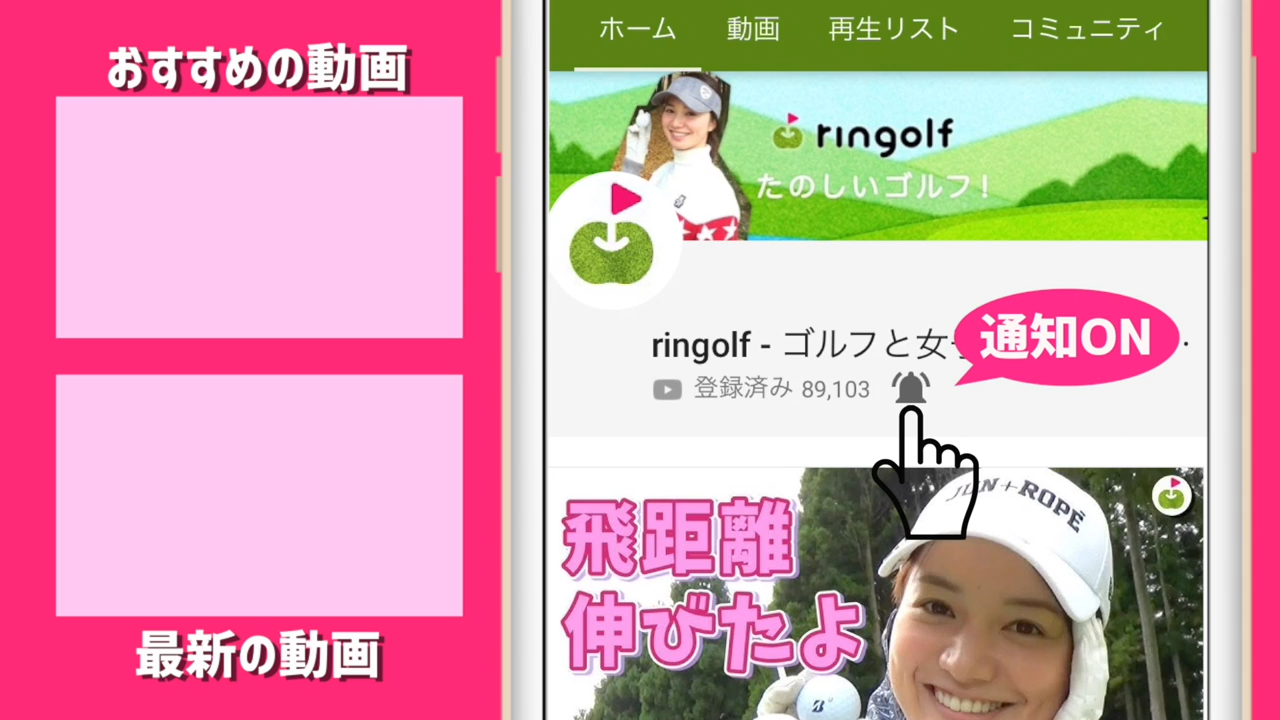 おすすめの動画
最新の動画
ホーム 動画 再生リスト コミュニティ
ringolf
たのしいゴルフ!
ringolf - ゴルフと女
通知ON
登録済み 89,103
飛距離
伸びたよ
JUN+ROPÉ
B